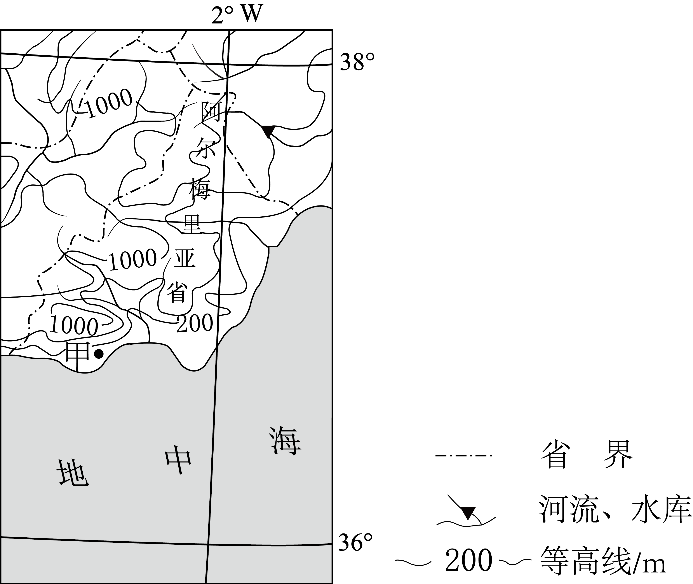 2° W
38°
1000
阿尔梅里亚省
1000
1000
200
甲
地中海
36°
省 界
河流、水库
200 等高线/m